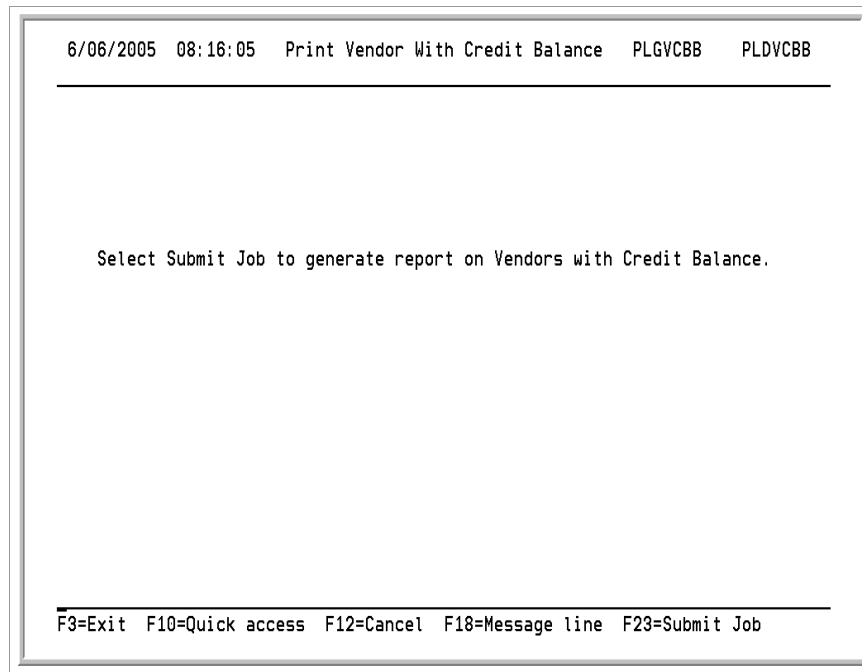 6/06/2005 08:16:05 Print Vendor With Credit Balance PLGVCBB PLDVCBB
Select Submit Job to generate report on Vendors with Credit Balance.
F3=Exit F10=Quick access F12=Cancel F18=Message line F23=Submit Job